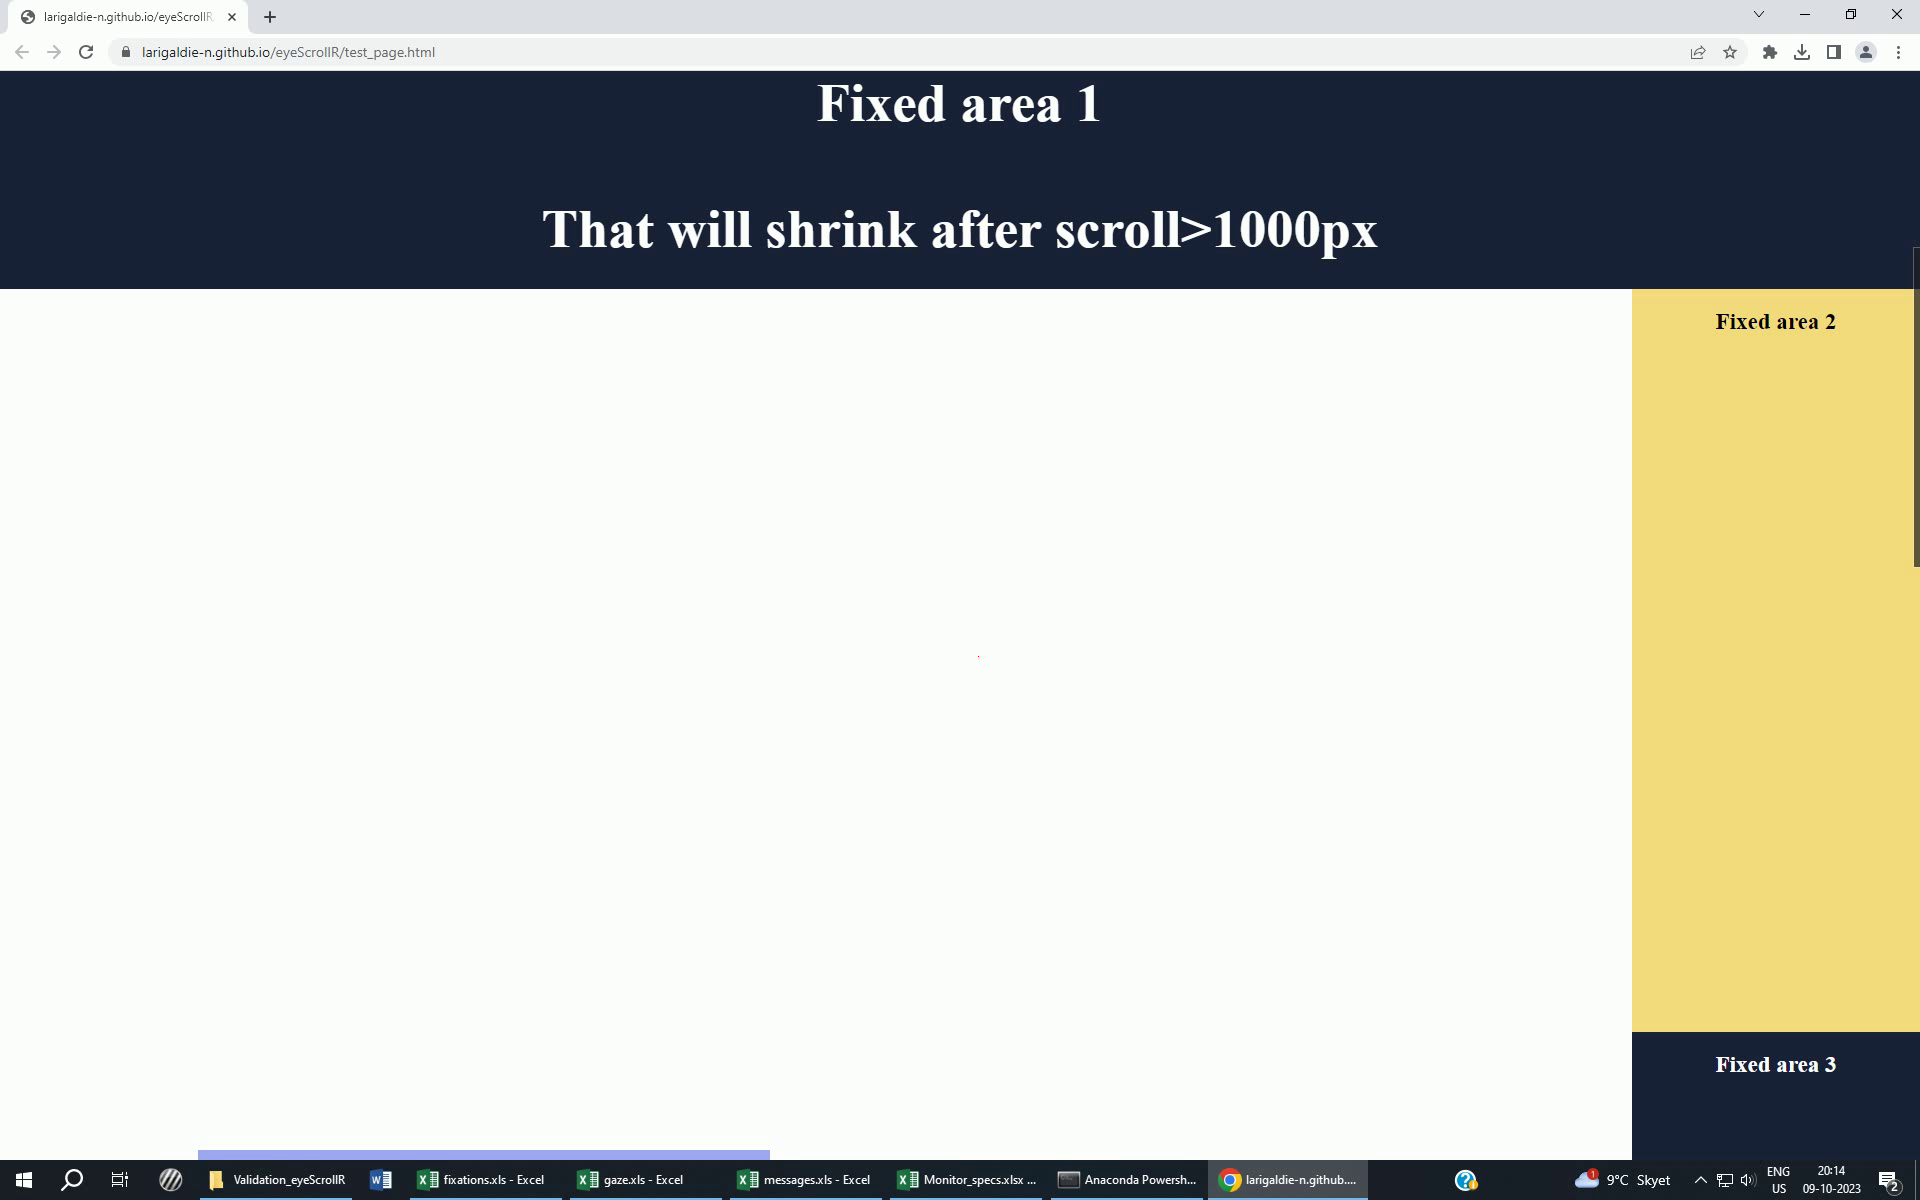 larigaldie-n.github.io/eyeScrollR
larigaldie-n.github.io/eyeScrollR/test_page.html
Fixed area 1
That will shrink after scroll>1000px
Fixed area 2
Fixed area 3
Validation_eyeScrollR
fixations.xls - Excel
gaze.xls - Excel
messages.xls - Excel
Monitor_specs.xlsx ...
Anaconda Powersh...
larigaldie-n.github....
1
9°C Skyet
ENG
US
20:14
09-10-2023
2